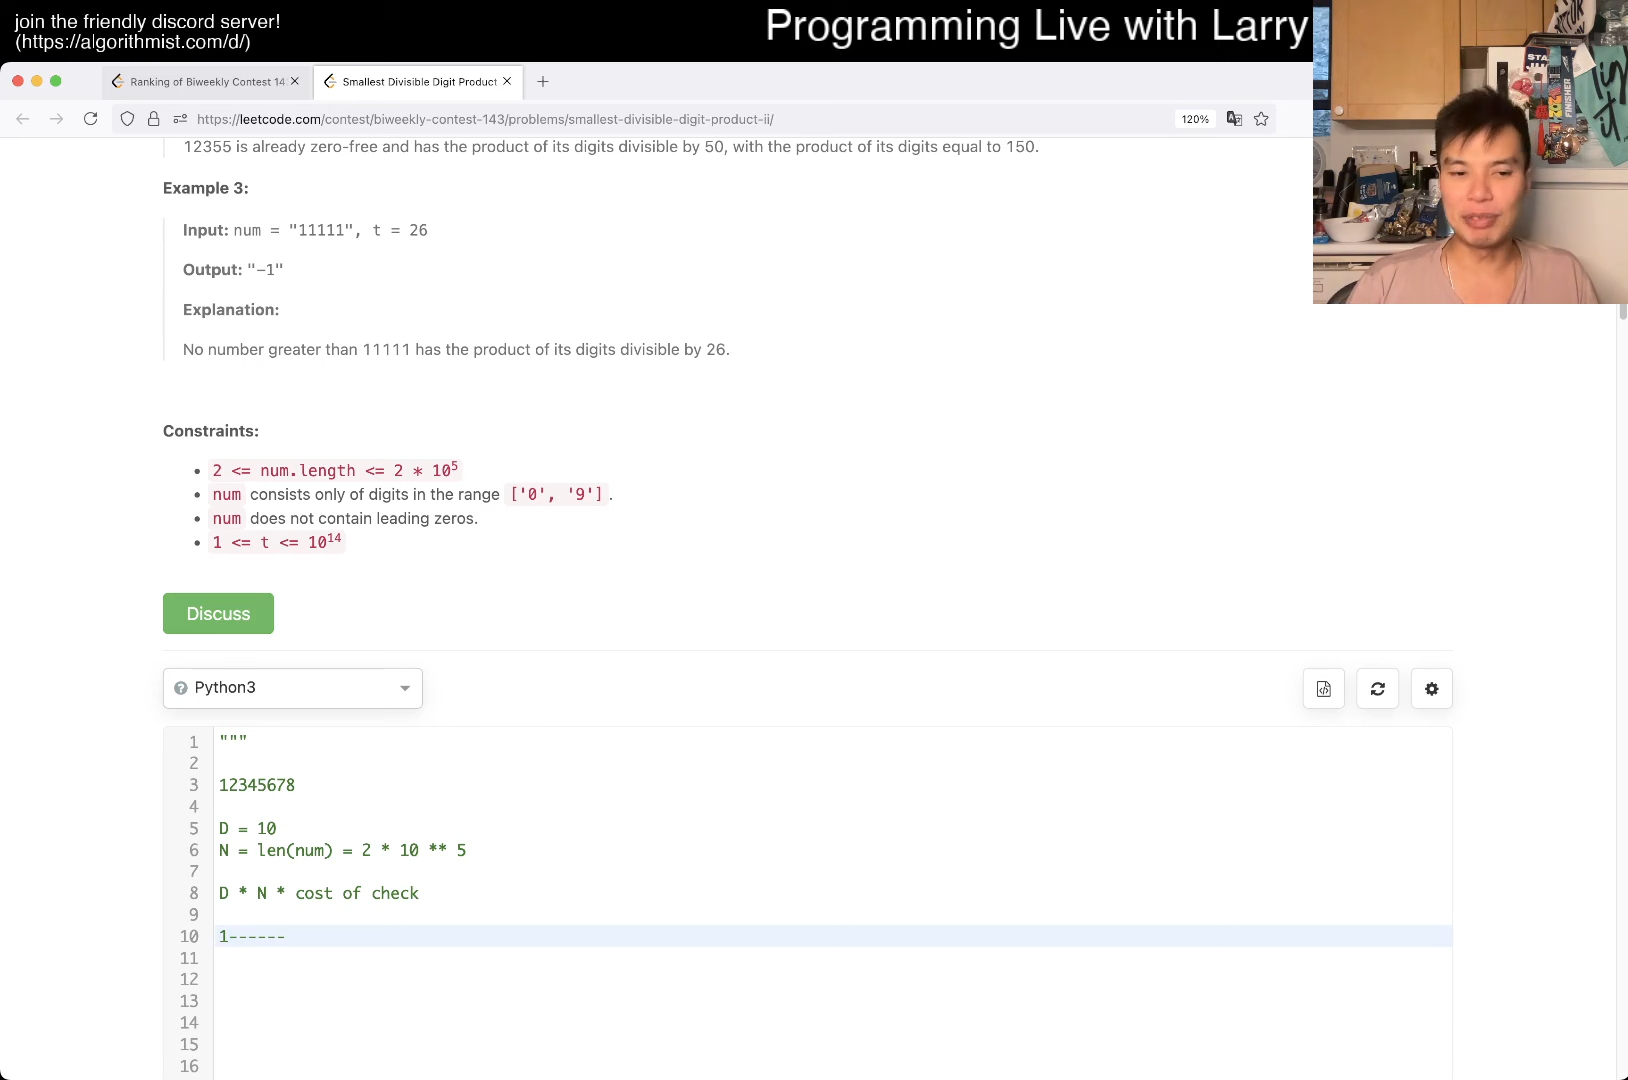 join the friendly discord server!
(https://algorithmist.com/d/)
Programming Live with Larry
Ranking of Biweekly Contest 14
Smallest Divisible Digit Product
https://leetcode.com/contest/biweekly-contest-143/problems/smallest-divisible-digit-product-ii/
120%
12355 is already zero-free and has the product of its digits divisible by 50, with the product of its digits equal to 150.
Example 3:
Input: num = "11111", t = 26
Output: "-1"
Explanation:
No number greater than 11111 has the product of its digits divisible by 26.
Constraints:
2 <= num.length <= 2 * 10^5
num consists only of digits in the range ['0', '9'].
num does not contain leading zeros.
1 <= t <= 10^14
Discuss
Python3
1 """
2
3 12345678
4
5 D = 10
6 N = len(num) = 2 * 10 ** 5
7
8 D * N * cost of check
9
10 1------
11
12
13
14
15
16